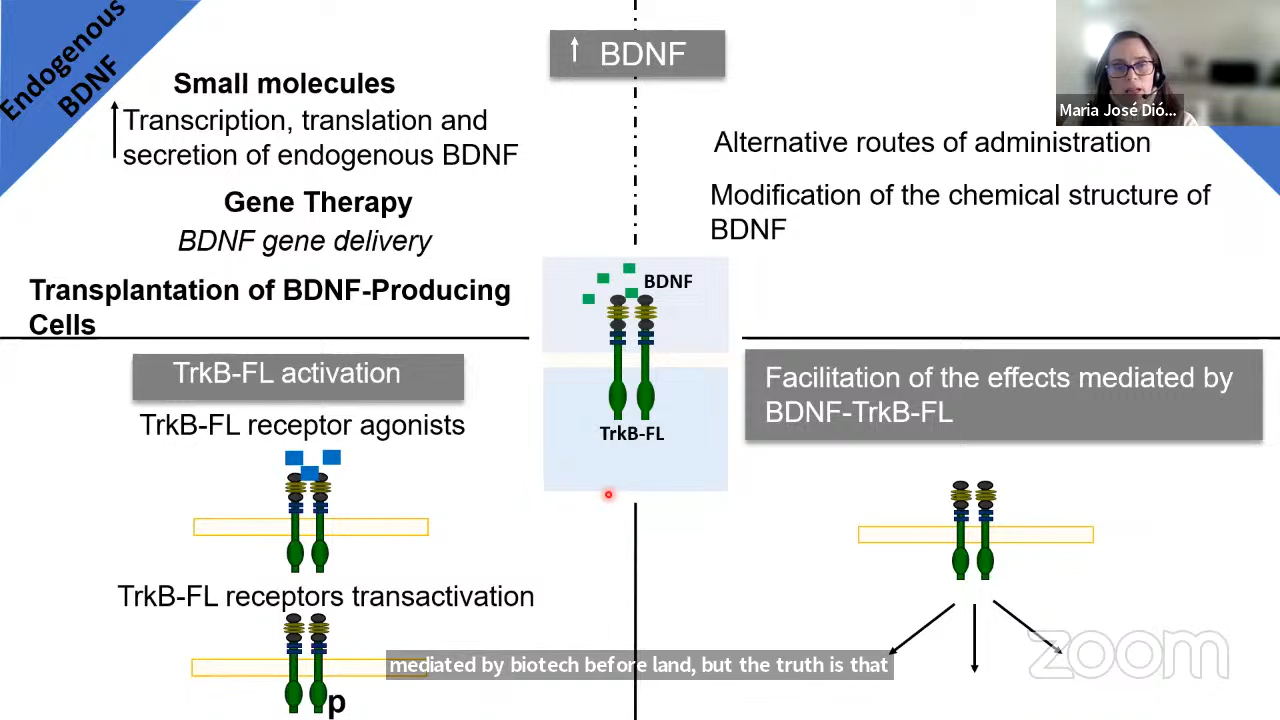 Endogenous
BDNF
Small molecules
Transcription, translation and
secretion of endogenous BDNF
Gene Therapy
BDNF gene delivery
Transplantation of BDNF-Producing
Cells
BDNF
Maria José Dió...
Alternative routes of administration
Modification of the chemical structure of
BDNF
BDNF
TrkB-FL
TrkB-FL activation
TrkB-FL receptor agonists
TrkB-FL receptors transactivation
p
Facilitation of the effects mediated by
BDNF-TrkB-FL
mediated by biotech before land, but the truth is that
zoom